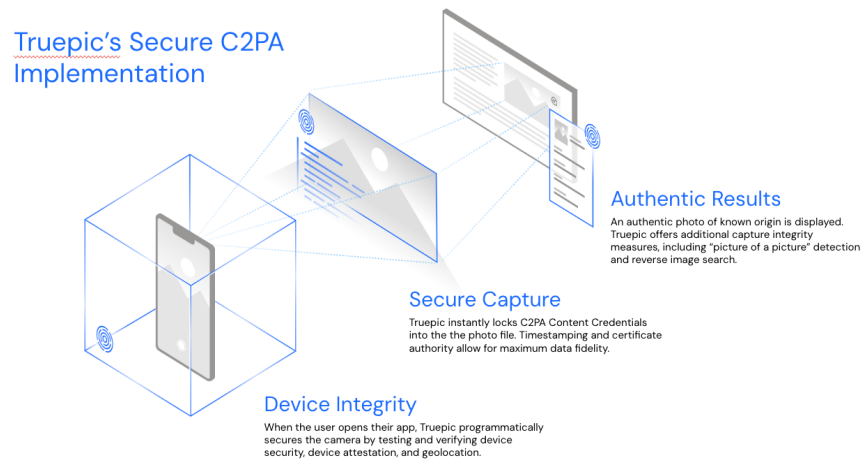 Truepic's Secure C2PA
Implementation
Authentic Results
An authentic photo of known origin is displayed.
Truepic offers additional capture integrity
measures, including “picture of a picture” detection
and reverse image search.
Secure Capture
Truepic instantly locks C2PA Content Credentials
into the the photo file. Timestamping and certificate
authority allow for maximum data fidelity.
Device Integrity
When the user opens their app, Truepic programmatically
secures the camera by testing and verifying device
security, device attestation, and geolocation.